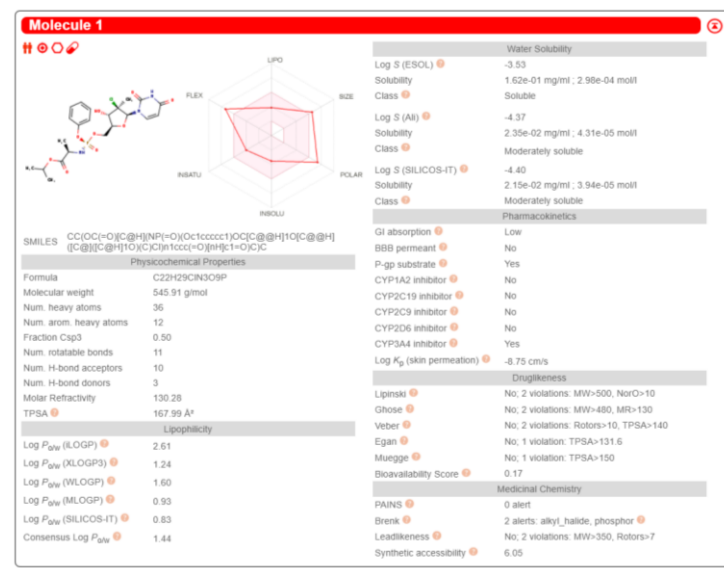 Molecule 1
LIPO
FLEX
SIZE
INSATU
POLAR
INSOLU
SMILES CC(OC(=O)[C@H](NP(=O)(Oc1ccccc1)OC[C@@H]1O[C@@H]
([C@]([C@H]1O)(C)Cl)n1ccc(=O)[nH]c1=O)C)C
Physicochemical Properties
Formula C22H29ClN3O9P
Molecular weight 545.91 g/mol
Num. heavy atoms 36
Num. arom. heavy atoms 12
Fraction Csp3 0.50
Num. rotatable bonds 11
Num. H-bond acceptors 10
Num. H-bond donors 3
Molar Refractivity 130.28
TPSA 167.99 Å²
Lipophilicity
Log Po/w (iLOGP) 2.61
Log Po/w (XLOGP3) 1.24
Log Po/w (WLOGP) 1.60
Log Po/w (MLOGP) 0.93
Log Po/w (SILICOS-IT) 0.83
Consensus Log Po/w 1.44
Water Solubility
Log S (ESOL) -3.53
Solubility 1.62e-01 mg/ml ; 2.98e-04 mol/l
Class Soluble
Log S (Ali) -4.37
Solubility 2.35e-02 mg/ml ; 4.31e-05 mol/l
Class Moderately soluble
Log S (SILICOS-IT) -4.40
Solubility 2.15e-02 mg/ml ; 3.94e-05 mol/l
Class Moderately soluble
Pharmacokinetics
GI absorption Low
BBB permeant No
P-gp substrate Yes
CYP1A2 inhibitor No
CYP2C19 inhibitor No
CYP2C9 inhibitor No
CYP2D6 inhibitor No
CYP3A4 inhibitor Yes
Log Kp (skin permeation) -8.75 cm/s
Druglikeness
Lipinski No; 2 violations: MW>500, NorO>10
Ghose No; 2 violations: MW>480, MR>130
Veber No; 2 violations: Rotors>10, TPSA>140
Egan No; 1 violation: TPSA>131.6
Muegge No; 1 violation: TPSA>150
Bioavailability Score 0.17
Medicinal Chemistry
PAINS 0 alert
Brenk 2 alerts: alkyl_halide, phosphor
Leadlikeness No; 2 violations: MW>350, Rotors>7
Synthetic accessibility 6.05